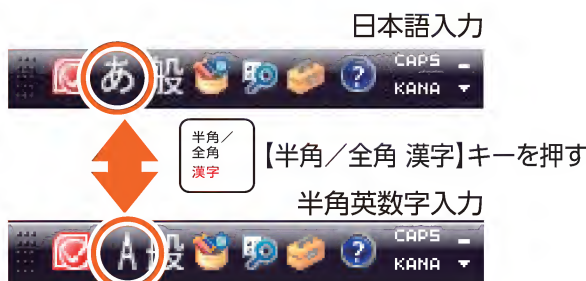 日本語入力
あ 般 CAPS
KANA
半角／
全角
漢字
【半角／全角 漢字】キーを押す
半角英数字入力
A 般 CAPS
KANA